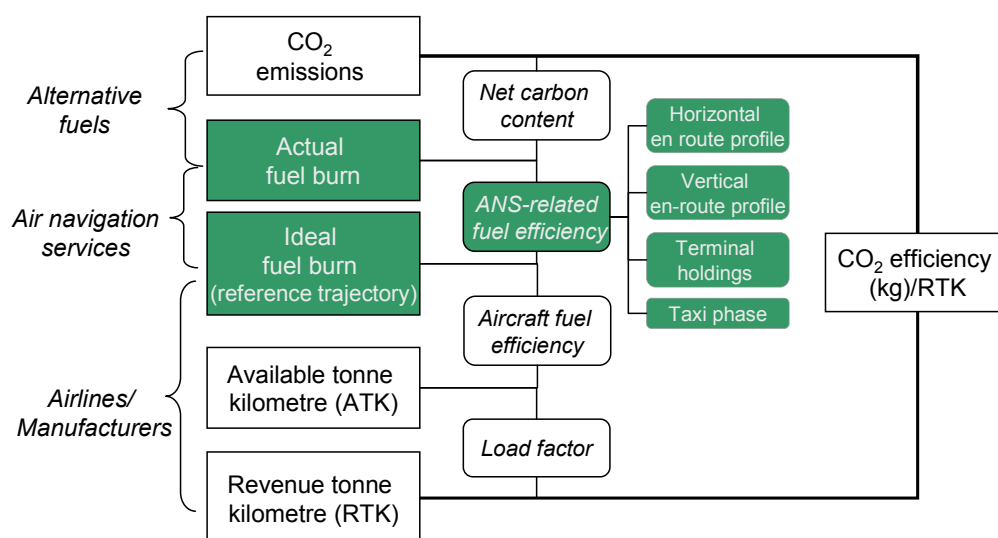 Alternative
fuels
Air navigation
services
Airlines/
Manufacturers
CO₂
emissions
Actual
fuel burn
Ideal
fuel burn
(reference trajectory)
Available tonne
kilometre (ATK)
Revenue tonne
kilometre (RTK)
Net carbon
content
ANS-related
fuel efficiency
Aircraft fuel
efficiency
Load factor
Horizontal
en route profile
Vertical
en-route profile
Terminal
holdings
Taxi phase
CO₂ efficiency
(kg)/RTK